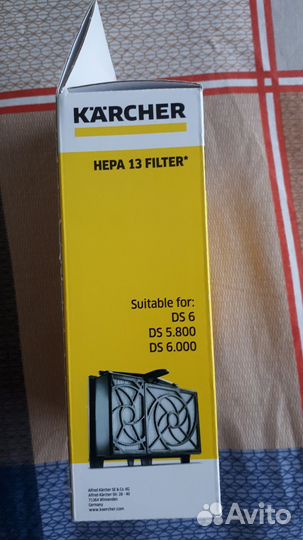 KÄRCHER
HEPA 13 FILTER*
Suitable for:
DS 6
DS 5.800
DS 6.000
Alfred Kärcher SE & Co. KG
Alfred-Kärcher-Str. 28 - 40
71364 Winnenden
Germany
www.kaercher.com
Avito